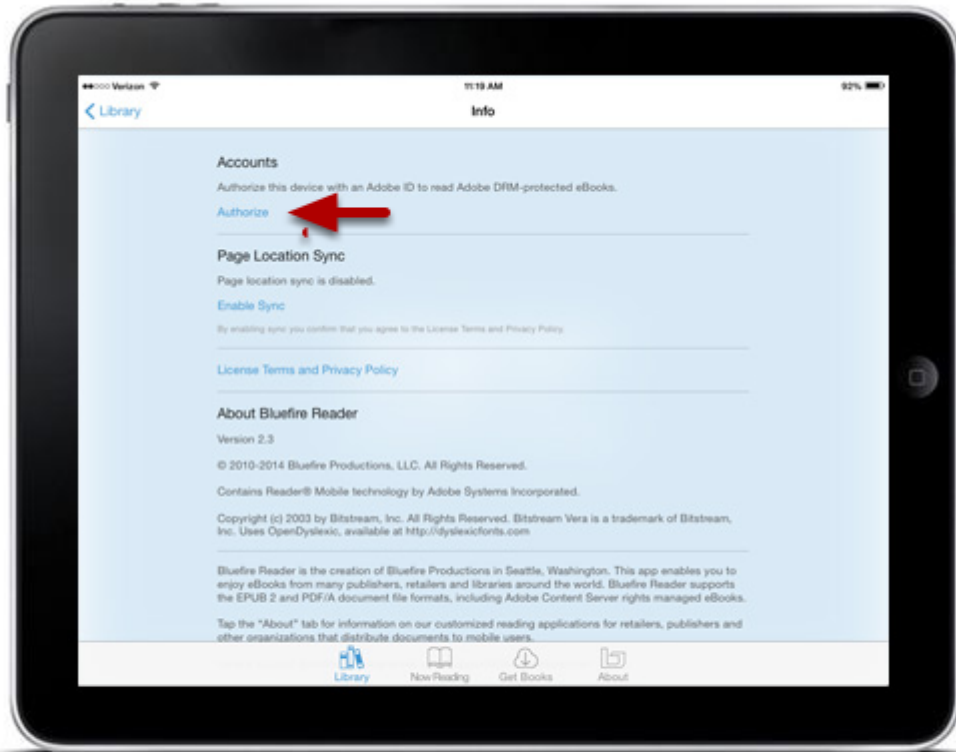 Verizon 11:19 AM 92%
Library Info
Accounts
Authorize this device with an Adobe ID to read Adobe DRM-protected eBooks.
Authorize
Page Location Sync
Page location sync is disabled.
Enable Sync
By enabling sync you confirm that you agree to the License Terms and Privacy Policy.
License Terms and Privacy Policy
About Bluefire Reader
Version 2.3
© 2010-2014 Bluefire Productions, LLC. All Rights Reserved.
Contains Reader® Mobile technology by Adobe Systems Incorporated.
Copyright (c) 2003 by Bitstream, Inc. All Rights Reserved. Bitstream Vera is a trademark of Bitstream,
Inc. Uses OpenDyslexic, available at http://dyslexicfonts.com
Bluefire Reader is the creation of Bluefire Productions in Seattle, Washington. This app enables you to
enjoy eBooks from many publishers, retailers and libraries around the world. Bluefire Reader supports
the EPUB 2 and PDF/A document file formats, including Adobe Content Server rights managed eBooks.
Tap the "About" tab for information on our customized reading applications for retailers, publishers and
other organizations that distribute documents to mobile users.
Library Now Reading Get Books About